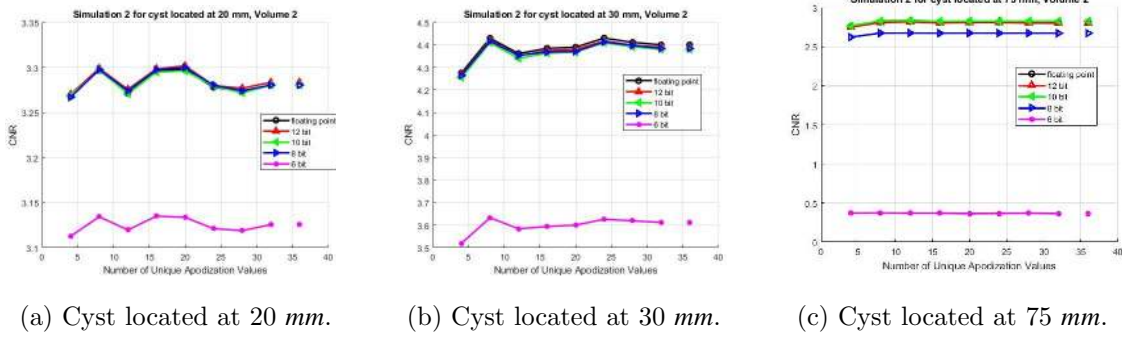 Simulation 2 for cyst located at 20 mm, Volume 2
3.35
3.3
3.25
3.2
3.15
3.1
CNR
0 5 10 15 20 25 30 35 40
Number of Unique Apodization Values
floating point
12 bit
10 bit
8 bit
6 bit
(a) Cyst located at 20 mm.
Simulation 2 for cyst located at 30 mm, Volume 2
4.5
4.4
4.3
4.2
4.1
4
3.9
3.8
3.7
3.6
3.5
CNR
0 5 10 15 20 25 30 35 40
Number of Unique Apodization Values
floating point
12 bit
10 bit
8 bit
6 bit
(b) Cyst located at 30 mm.
Simulation 2 for cyst located at 75 mm, Volume 2
3
2.5
2
1.5
1
0.5
0
CNR
0 5 10 15 20 25 30 35 40
Number of Unique Apodization Values
floating point
12 bit
10 bit
8 bit
6 bit
(c) Cyst located at 75 mm.